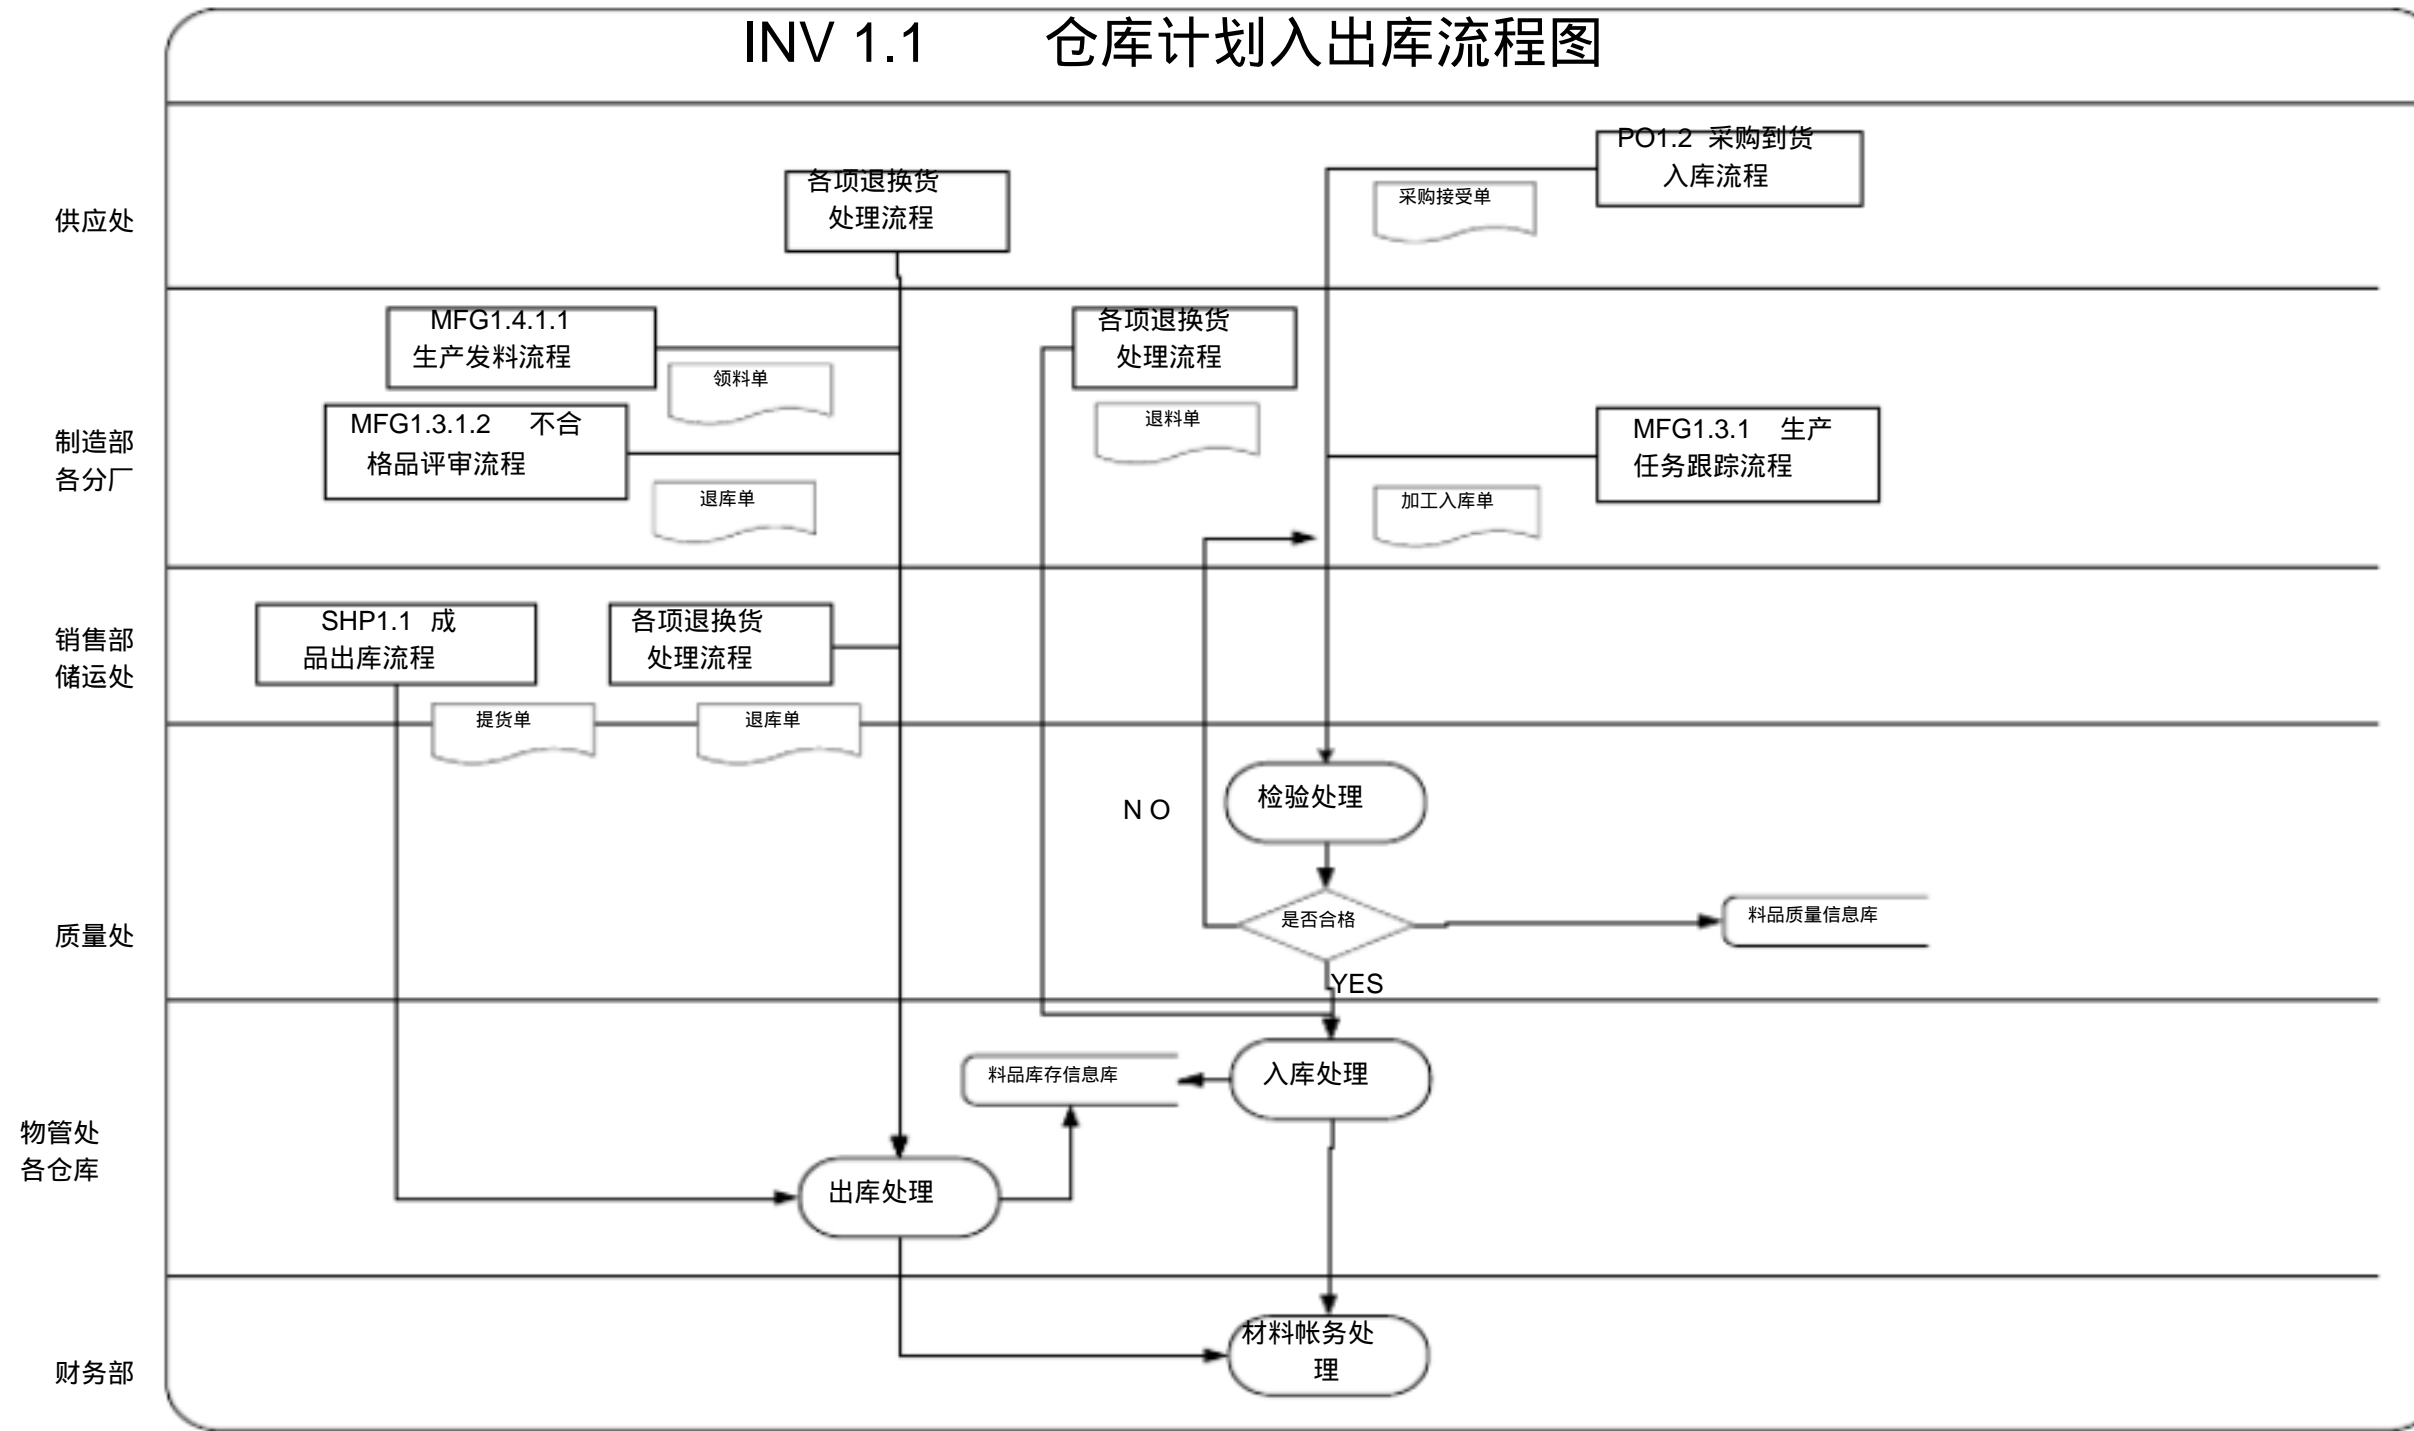 INV 1.1 仓库计划入出库流程图
PO1.2 采购到货
入库流程
各项退换货
处理流程
采购接受单
供应处
MFG1.4.1.1
生产发料流程
各项退换货
处理流程
领料单
退料单
MFG1.3.1.2 不合
格品评审流程
MFG1.3.1 生产
任务跟踪流程
制造部
各分厂
退库单
加工入库单
SHP1.1 成
品出库流程
各项退换货
处理流程
销售部
储运处
提货单
退库单
检验处理
N O
是否合格
料品质量信息库
质量处
YES
料品库存信息库
入库处理
物管处
各仓库
出库处理
材料帐务处
理
财务部